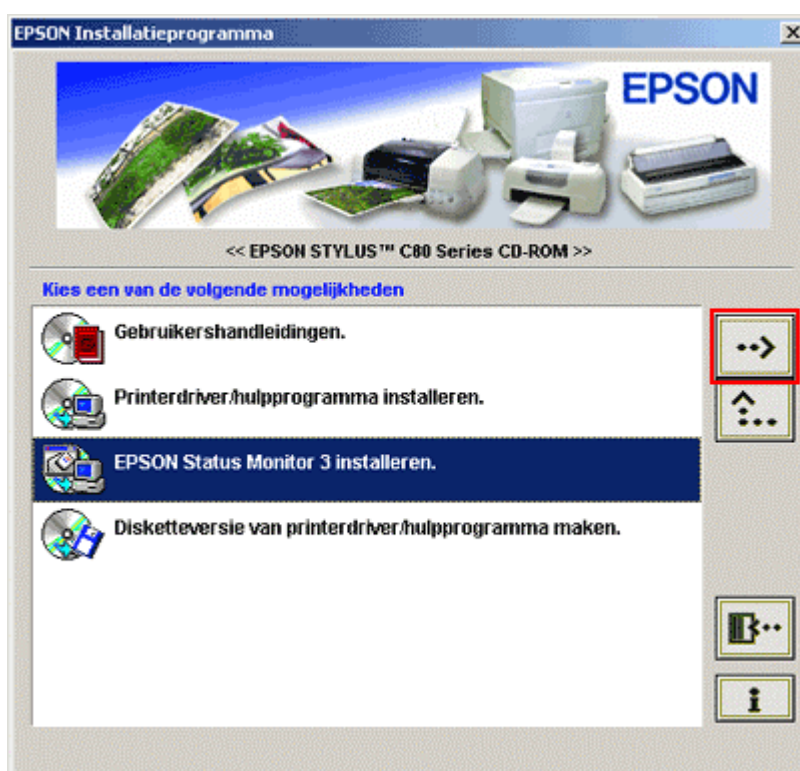 EPSON Installatieprogramma
EPSON
<< EPSON STYLUS™ C80 Series CD-ROM >>
Kies een van de volgende mogelijkheden
Gebruikershandleidingen.
Printerdriver/hulpprogramma installeren.
EPSON Status Monitor 3 installeren.
Disketteversie van printerdriver/hulpprogramma maken.